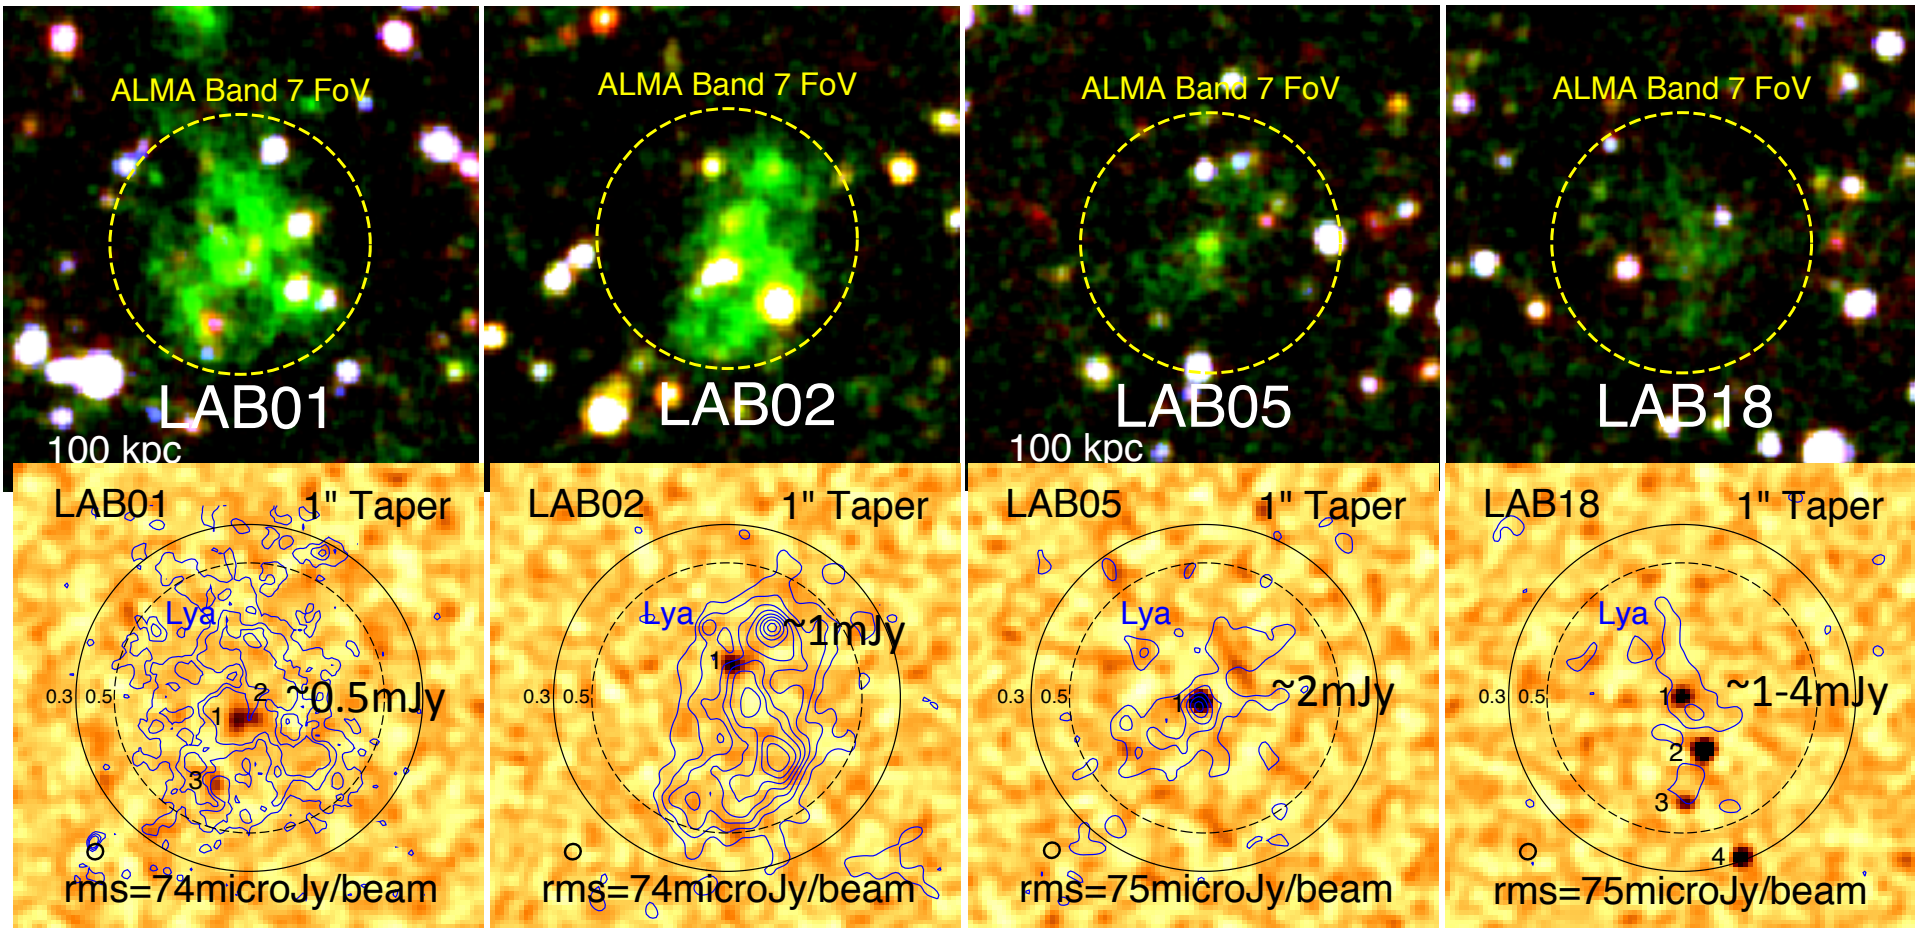 ALMA Band 7 FoV
LAB01
100 kpc
ALMA Band 7 FoV
LAB02
ALMA Band 7 FoV
LAB05
100 kpc
ALMA Band 7 FoV
LAB18
LAB01 1" Taper
Lya
0.3 0.5 1 2 ~0.5mJy
3
rms=74microJy/beam
LAB02 1" Taper
Lya ~1mJy
1
0.3 0.5
rms=74microJy/beam
LAB05 1" Taper
Lya
0.3 0.5 1 ~2mJy
rms=75microJy/beam
LAB18 1" Taper
Lya
0.3 0.5 1 ~1-4mJy
2
3
4
rms=75microJy/beam